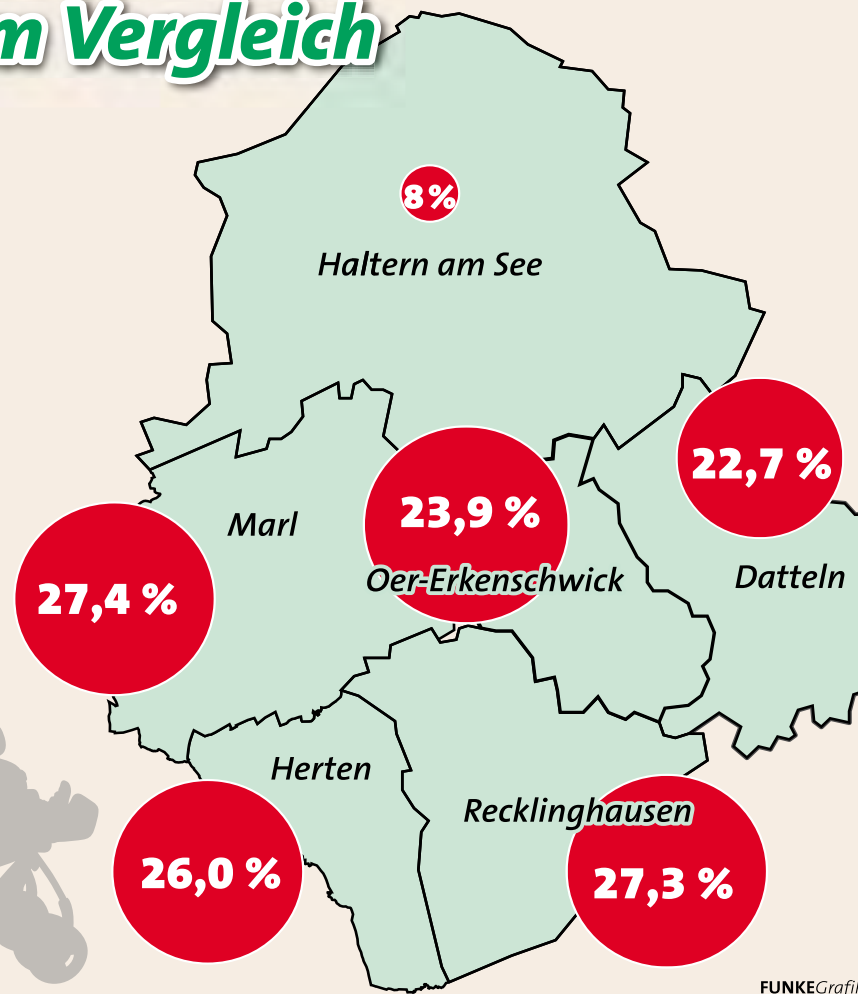 m Vergleich
8%
Haltern am See
22,7 %
23,9 %
Marl
Oer-Erkenschwick
Datteln
27,4 %
Herten
Recklinghausen
26,0 %
27,3 %
FUNKEGrafik